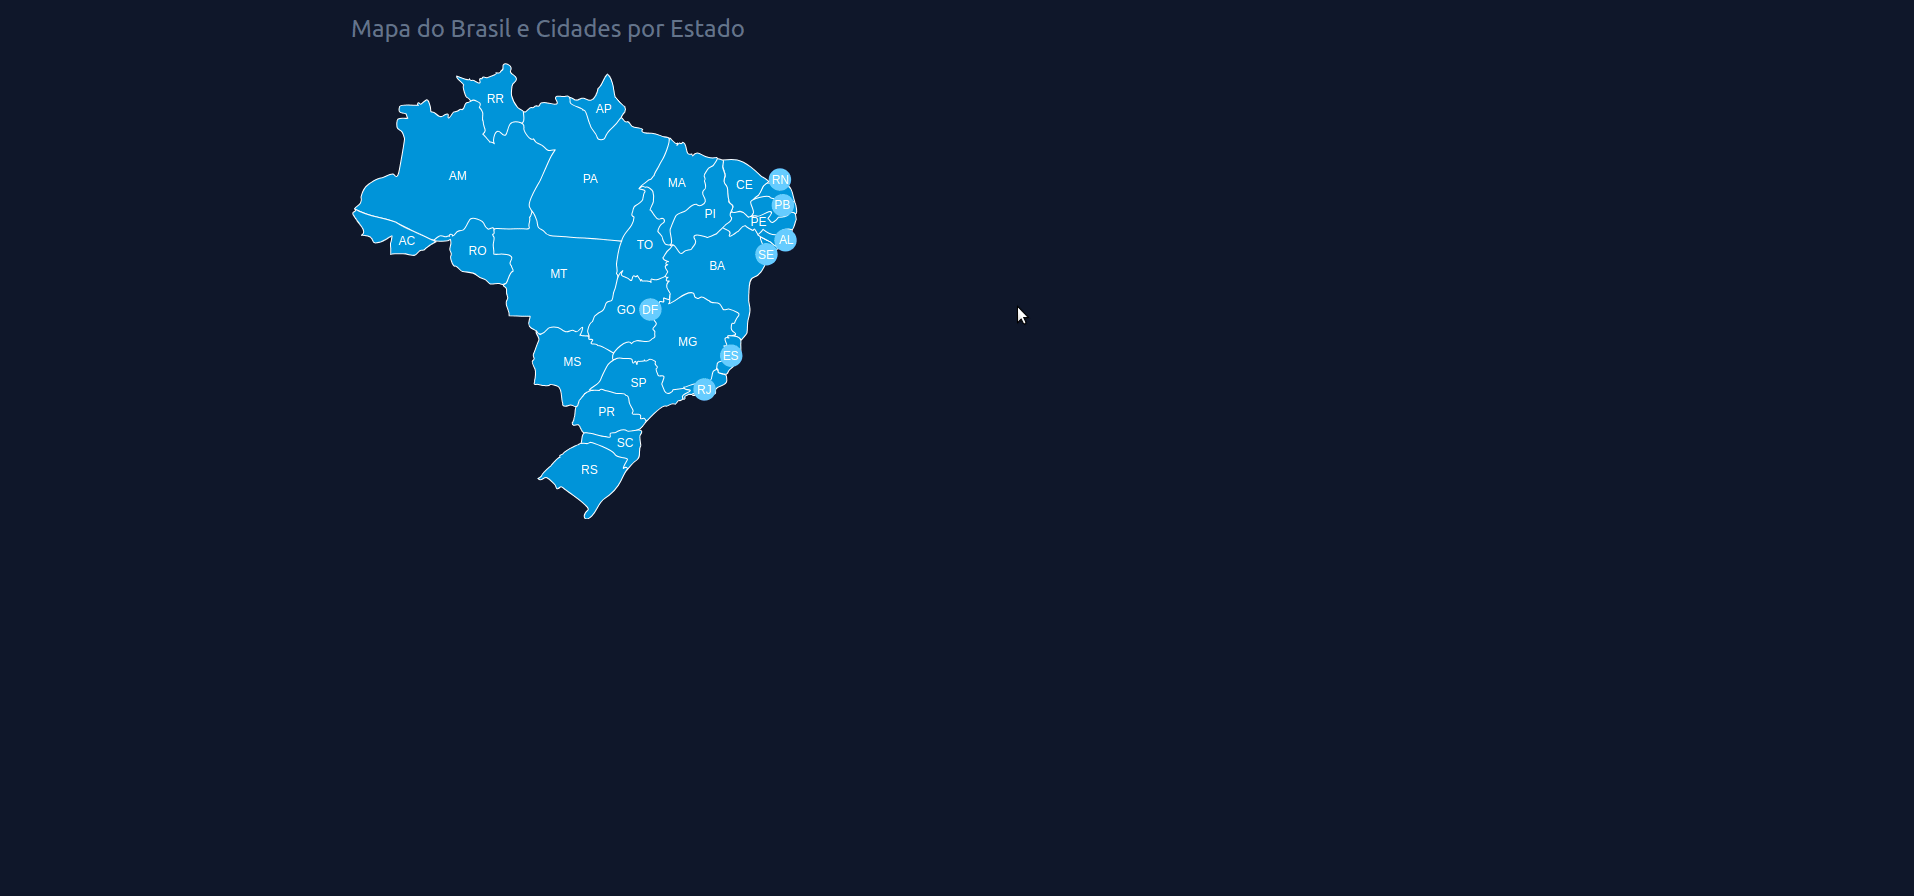 Mapa do Brasil e Cidades por Estado
RR
AP
AM
PA
MA
CE
RN
PB
PI
PE
AC
RO
TO
AL
SE
MT
BA
GO
DF
MG
ES
MS
SP
RJ
PR
SC
RS